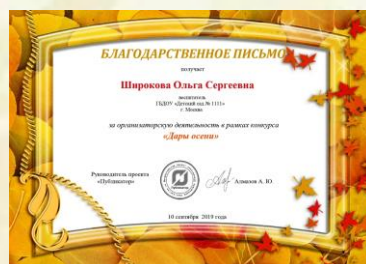 БЛАГОДАРСТВЕННОЕ ПИСЬМО
получает
Широкова Ольга Сергеевна
воспитатель
ГБДОУ «Детский сад № 1111»
г. Москва
за организаторскую деятельность в рамках конкурса
«Дары осени»
Руководитель проекта
«Публикатор»
Алмазов А. Ю
10 сентября 2019 года